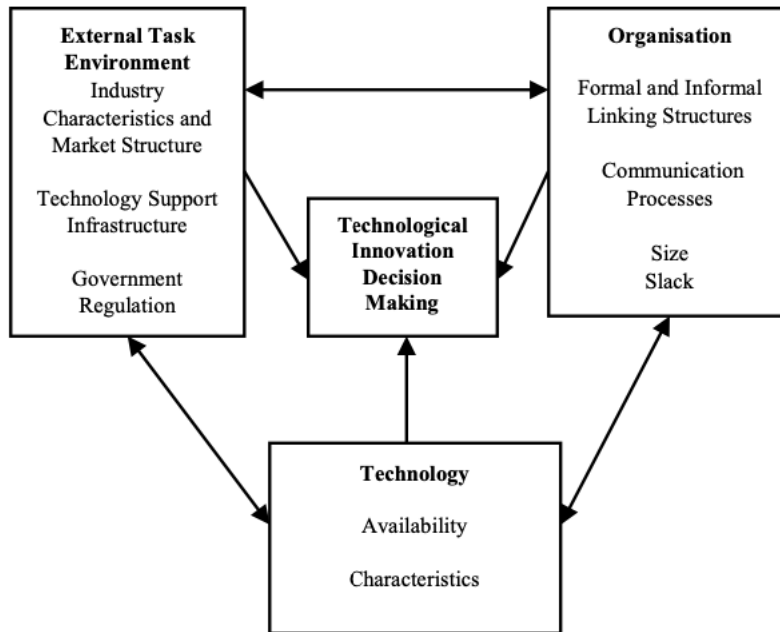 External Task
Environment
Industry
Characteristics and
Market Structure
Technology Support
Infrastructure
Government
Regulation
Organisation
Formal and Informal
Linking Structures
Communication
Processes
Size
Slack
Technological
Innovation
Decision
Making
Technology
Availability
Characteristics